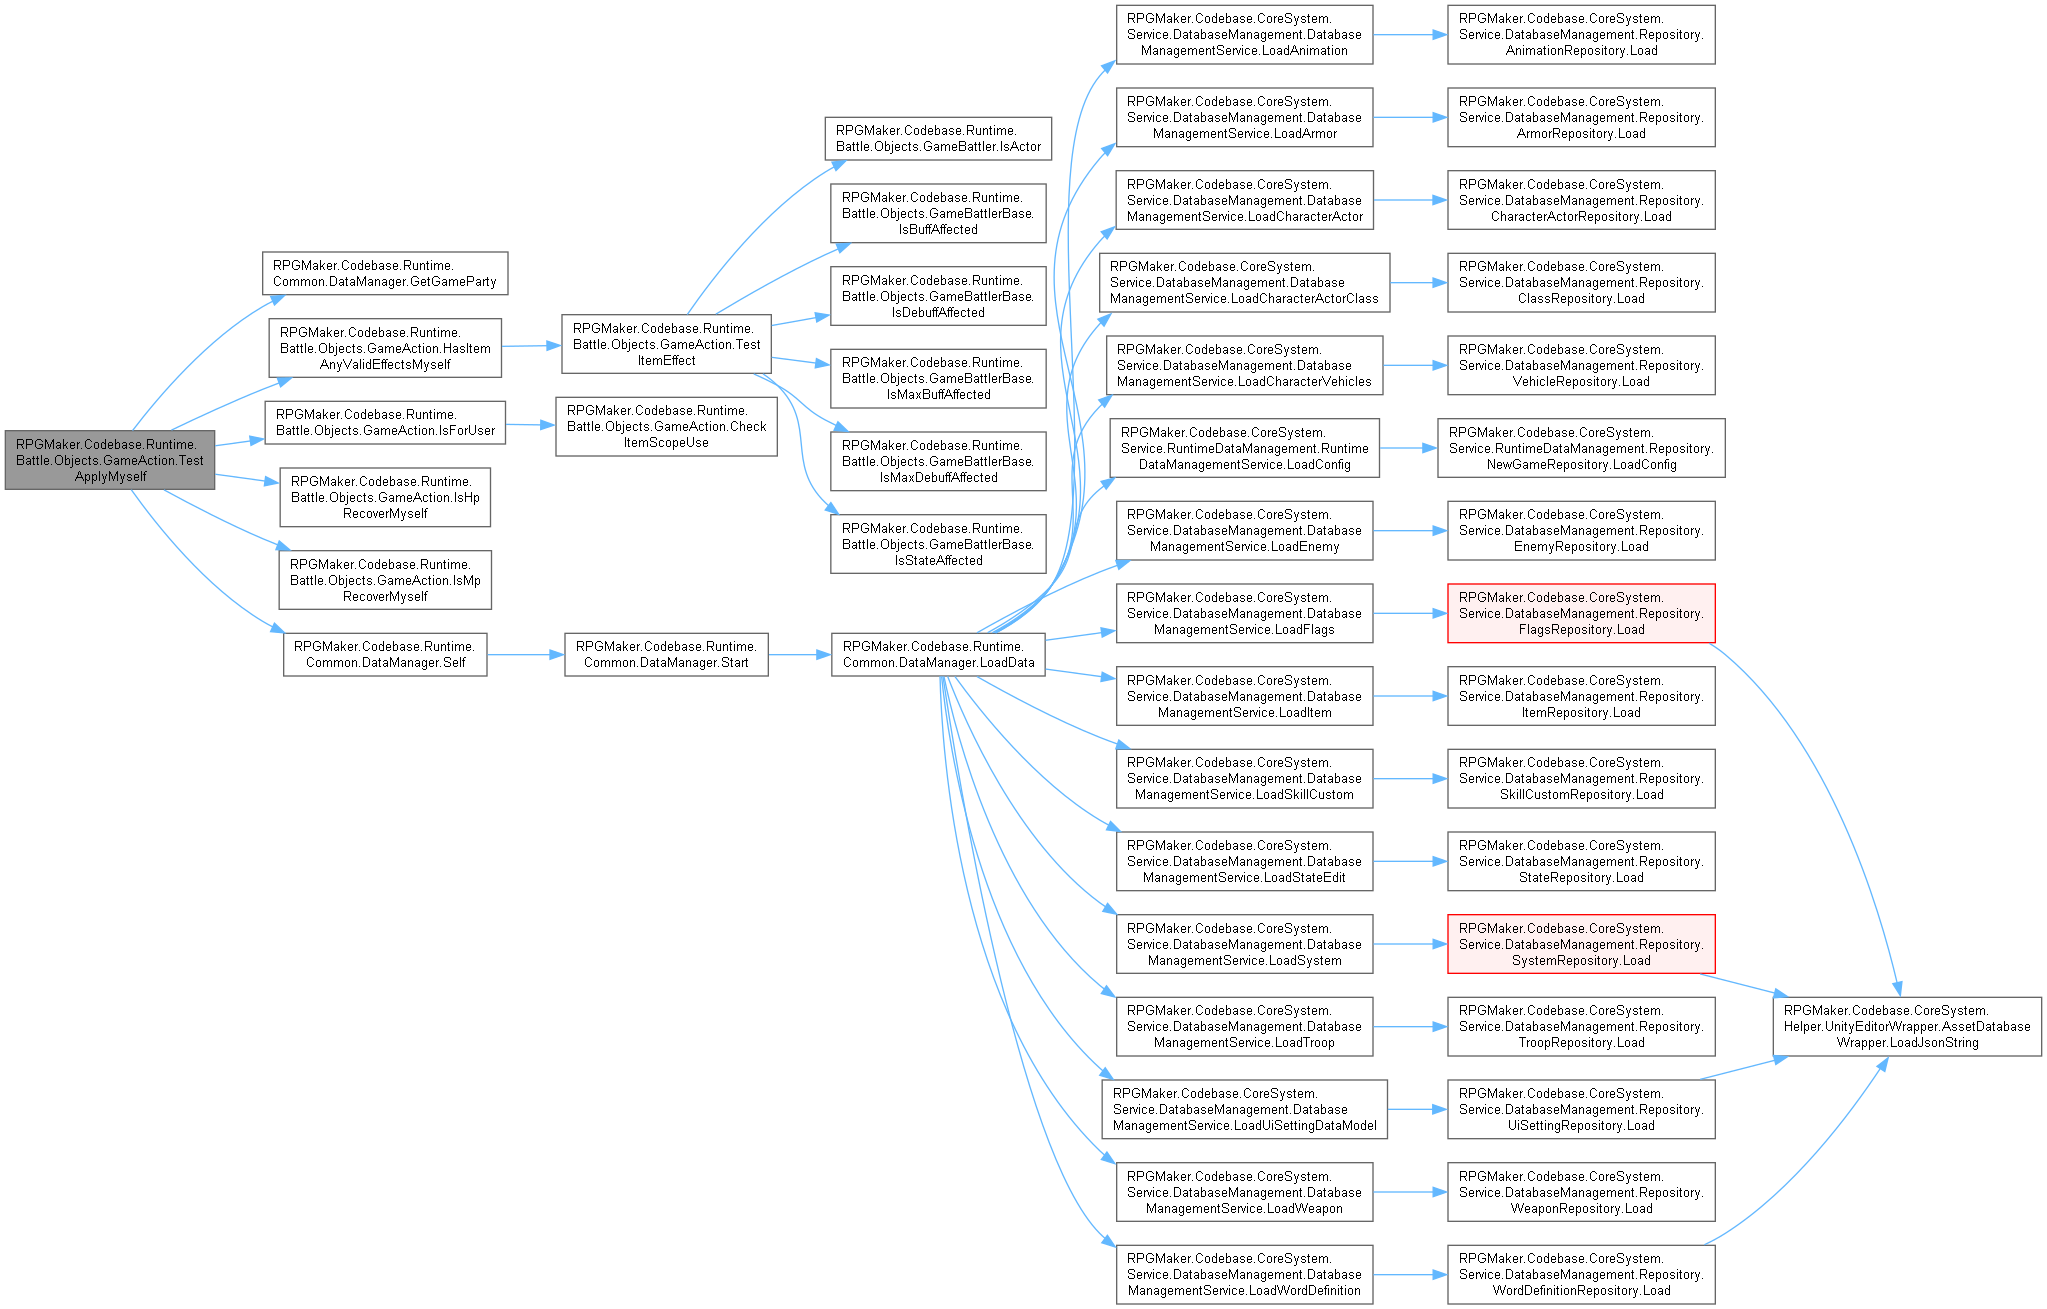 RPGMaker.Codebase.Runtime.
Battle.Objects.GameAction.Test
ApplyMyself
RPGMaker.Codebase.Runtime.
Common.DataManager.GetGameParty
RPGMaker.Codebase.Runtime.
Battle.Objects.GameAction.HasItem
AnyValidEffectsMyself
RPGMaker.Codebase.Runtime.
Battle.Objects.GameAction.IsForUser
RPGMaker.Codebase.Runtime.
Battle.Objects.GameAction.IsHp
RecoverMyself
RPGMaker.Codebase.Runtime.
Battle.Objects.GameAction.IsMp
RecoverMyself
RPGMaker.Codebase.Runtime.
Common.DataManager.Self
RPGMaker.Codebase.Runtime.
Battle.Objects.GameAction.Test
ItemEffect
RPGMaker.Codebase.Runtime.
Battle.Objects.GameAction.Check
ItemScopeUse
RPGMaker.Codebase.Runtime.
Common.DataManager.Start
RPGMaker.Codebase.Runtime.
Battle.Objects.GameBattler.IsActor
RPGMaker.Codebase.Runtime.
Battle.Objects.GameBattlerBase.
IsBuffAffected
RPGMaker.Codebase.Runtime.
Battle.Objects.GameBattlerBase.
IsDebuffAffected
RPGMaker.Codebase.Runtime.
Battle.Objects.GameBattlerBase.
IsMaxBuffAffected
RPGMaker.Codebase.Runtime.
Battle.Objects.GameBattlerBase.
IsMaxDebuffAffected
RPGMaker.Codebase.Runtime.
Battle.Objects.GameBattlerBase.
IsStateAffected
RPGMaker.Codebase.Runtime.
Common.DataManager.LoadData
RPGMaker.Codebase.CoreSystem.
Service.DatabaseManagement.Database
ManagementService.LoadAnimation
RPGMaker.Codebase.CoreSystem.
Service.DatabaseManagement.Database
ManagementService.LoadArmor
RPGMaker.Codebase.CoreSystem.
Service.DatabaseManagement.Database
ManagementService.LoadCharacterActor
RPGMaker.Codebase.CoreSystem.
Service.DatabaseManagement.Database
ManagementService.LoadCharacterActorClass
RPGMaker.Codebase.CoreSystem.
Service.DatabaseManagement.Database
ManagementService.LoadCharacterVehicles
RPGMaker.Codebase.CoreSystem.
Service.RuntimeDataManagement.Runtime
DataManagementService.LoadConfig
RPGMaker.Codebase.CoreSystem.
Service.DatabaseManagement.Database
ManagementService.LoadEnemy
RPGMaker.Codebase.CoreSystem.
Service.DatabaseManagement.Database
ManagementService.LoadFlags
RPGMaker.Codebase.CoreSystem.
Service.DatabaseManagement.Database
ManagementService.LoadItem
RPGMaker.Codebase.CoreSystem.
Service.DatabaseManagement.Database
ManagementService.LoadSkillCustom
RPGMaker.Codebase.CoreSystem.
Service.DatabaseManagement.Database
ManagementService.LoadStateEdit
RPGMaker.Codebase.CoreSystem.
Service.DatabaseManagement.Database
ManagementService.LoadSystem
RPGMaker.Codebase.CoreSystem.
Service.DatabaseManagement.Database
ManagementService.LoadTroop
RPGMaker.Codebase.CoreSystem.
Service.DatabaseManagement.Database
ManagementService.LoadUiSettingDataModel
RPGMaker.Codebase.CoreSystem.
Service.DatabaseManagement.Database
ManagementService.LoadWeapon
RPGMaker.Codebase.CoreSystem.
Service.DatabaseManagement.Database
ManagementService.LoadWordDefinition
RPGMaker.Codebase.CoreSystem.
Service.DatabaseManagement.Repository.
AnimationRepository.Load
RPGMaker.Codebase.CoreSystem.
Service.DatabaseManagement.Repository.
ArmorRepository.Load
RPGMaker.Codebase.CoreSystem.
Service.DatabaseManagement.Repository.
CharacterActorRepository.Load
RPGMaker.Codebase.CoreSystem.
Service.DatabaseManagement.Repository.
ClassRepository.Load
RPGMaker.Codebase.CoreSystem.
Service.DatabaseManagement.Repository.
VehicleRepository.Load
RPGMaker.Codebase.CoreSystem.
Service.RuntimeDataManagement.Repository.
NewGameRepository.LoadConfig
RPGMaker.Codebase.CoreSystem.
Service.DatabaseManagement.Repository.
EnemyRepository.Load
RPGMaker.Codebase.CoreSystem.
Service.DatabaseManagement.Repository.
FlagsRepository.Load
RPGMaker.Codebase.CoreSystem.
Service.DatabaseManagement.Repository.
ItemRepository.Load
RPGMaker.Codebase.CoreSystem.
Service.DatabaseManagement.Repository.
SkillCustomRepository.Load
RPGMaker.Codebase.CoreSystem.
Service.DatabaseManagement.Repository.
StateRepository.Load
RPGMaker.Codebase.CoreSystem.
Service.DatabaseManagement.Repository.
SystemRepository.Load
RPGMaker.Codebase.CoreSystem.
Service.DatabaseManagement.Repository.
TroopRepository.Load
RPGMaker.Codebase.CoreSystem.
Service.DatabaseManagement.Repository.
UiSettingRepository.Load
RPGMaker.Codebase.CoreSystem.
Service.DatabaseManagement.Repository.
WeaponRepository.Load
RPGMaker.Codebase.CoreSystem.
Service.DatabaseManagement.Repository.
WordDefinitionRepository.Load
RPGMaker.Codebase.CoreSystem.
Helper.UnityEditorWrapper.AssetDatabase
Wrapper.LoadJsonString